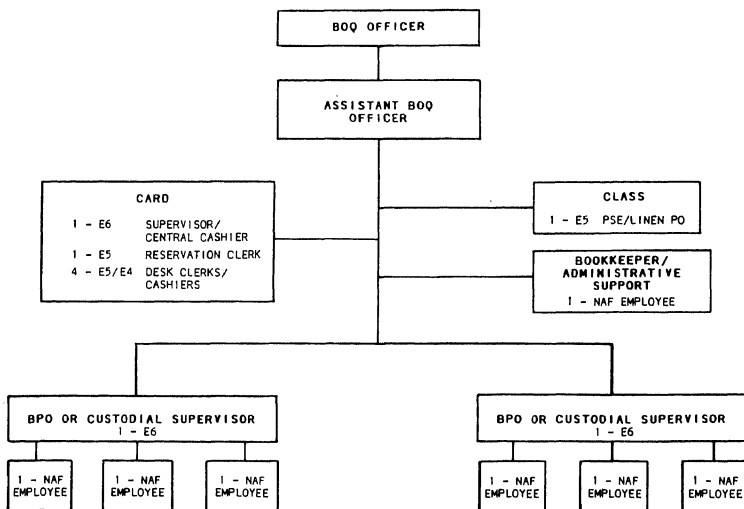 BOQ OFFICER
ASSISTANT BOQ
OFFICER
CARD
1 - E6 SUPERVISOR/
CENTRAL CASHIER
1 - E5 RESERVATION CLERK
4 - E5/E4 DESK CLERKS/
CASHIERS
CLASS
1 - E5 PSE/LINEN PO
BOOKKEEPER/
ADMINISTRATIVE
SUPPORT
1 - NAF EMPLOYEE
BPO OR CUSTODIAL SUPERVISOR
1 - E6
1 - NAF
EMPLOYEE
1 - NAF
EMPLOYEE
1 - NAF
EMPLOYEE
BPO OR CUSTODIAL SUPERVISOR
1 - E6
1 - NAF
EMPLOYEE
1 - NAF
EMPLOYEE
1 - NAF
EMPLOYEE